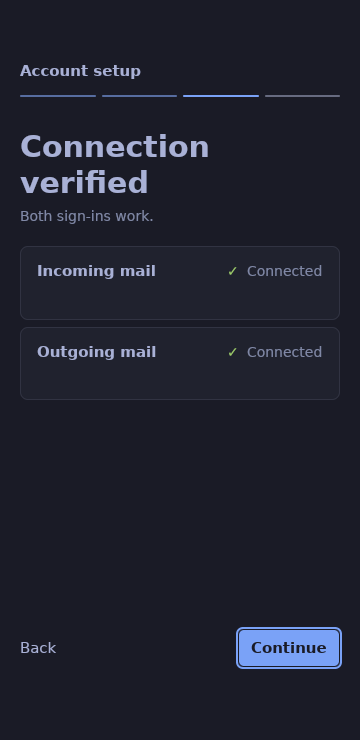 Account setup
Connection
verified
Both sign-ins work.
Incoming mail ✓ Connected
Outgoing mail ✓ Connected
Back Continue